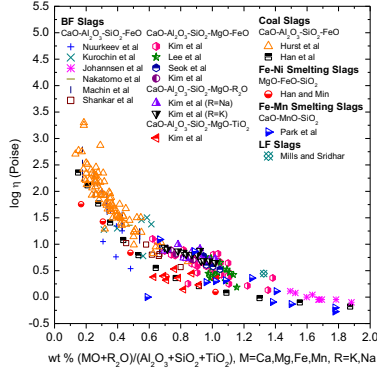 BF Slags
CaO-Al₂O₃-SiO₂-FeO
Nuurkeev et al
Kurochin et al
Johannsen et al
Nakatomo et al
Machin et al
Shankar et al
CaO-Al₂O₃-SiO₂-MgO-FeO
Kim et al
Lee et al
Seok et al
Kim et al
CaO-Al₂O₃-SiO₂-MgO-R₂O
Kim et al (R=Na)
Kim et al (R=K)
CaO-Al₂O₃-SiO₂-MgO-TiO₂
Kim et al
Coal Slags
CaO-Al₂O₃-SiO₂-FeO
Hurst et al
Han et al
Fe-Ni Smelting Slags
MgO-FeO-SiO₂
Han and Min
Fe-Mn Smelting Slags
CaO-MnO-SiO₂
Park et al
LF Slags
Mills and Sridhar
log η (Poise)
6.0
5.5
5.0
4.5
4.0
3.5
3.0
2.5
2.0
1.5
1.0
0.5
0.0
-0.5
0.0 0.2 0.4 0.6 0.8 1.0 1.2 1.4 1.6 1.8 2.0
wt % (MO+R₂O)/(Al₂O₃+SiO₂+TiO₂), M=Ca,Mg,Fe,Mn, R=K,Na